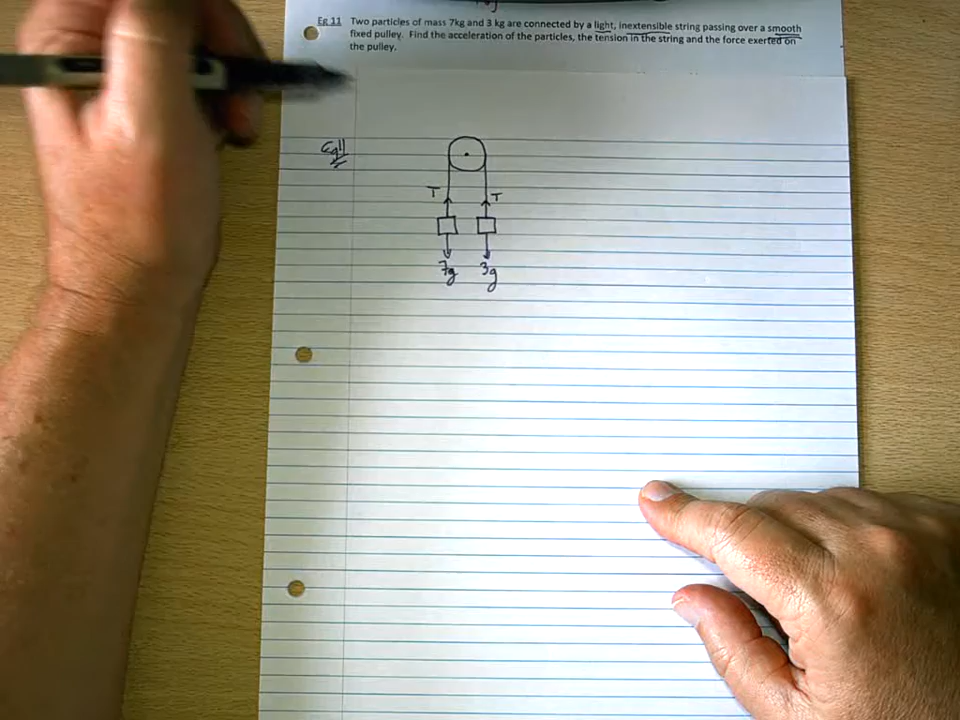 Eg 11 Two particles of mass 7kg and 3 kg are connected by a light, inextensible string passing over a smooth
fixed pulley. Find the acceleration of the particles, the tension in the string and the force exerted on
the pulley.
Eg11
T T
7g 3g